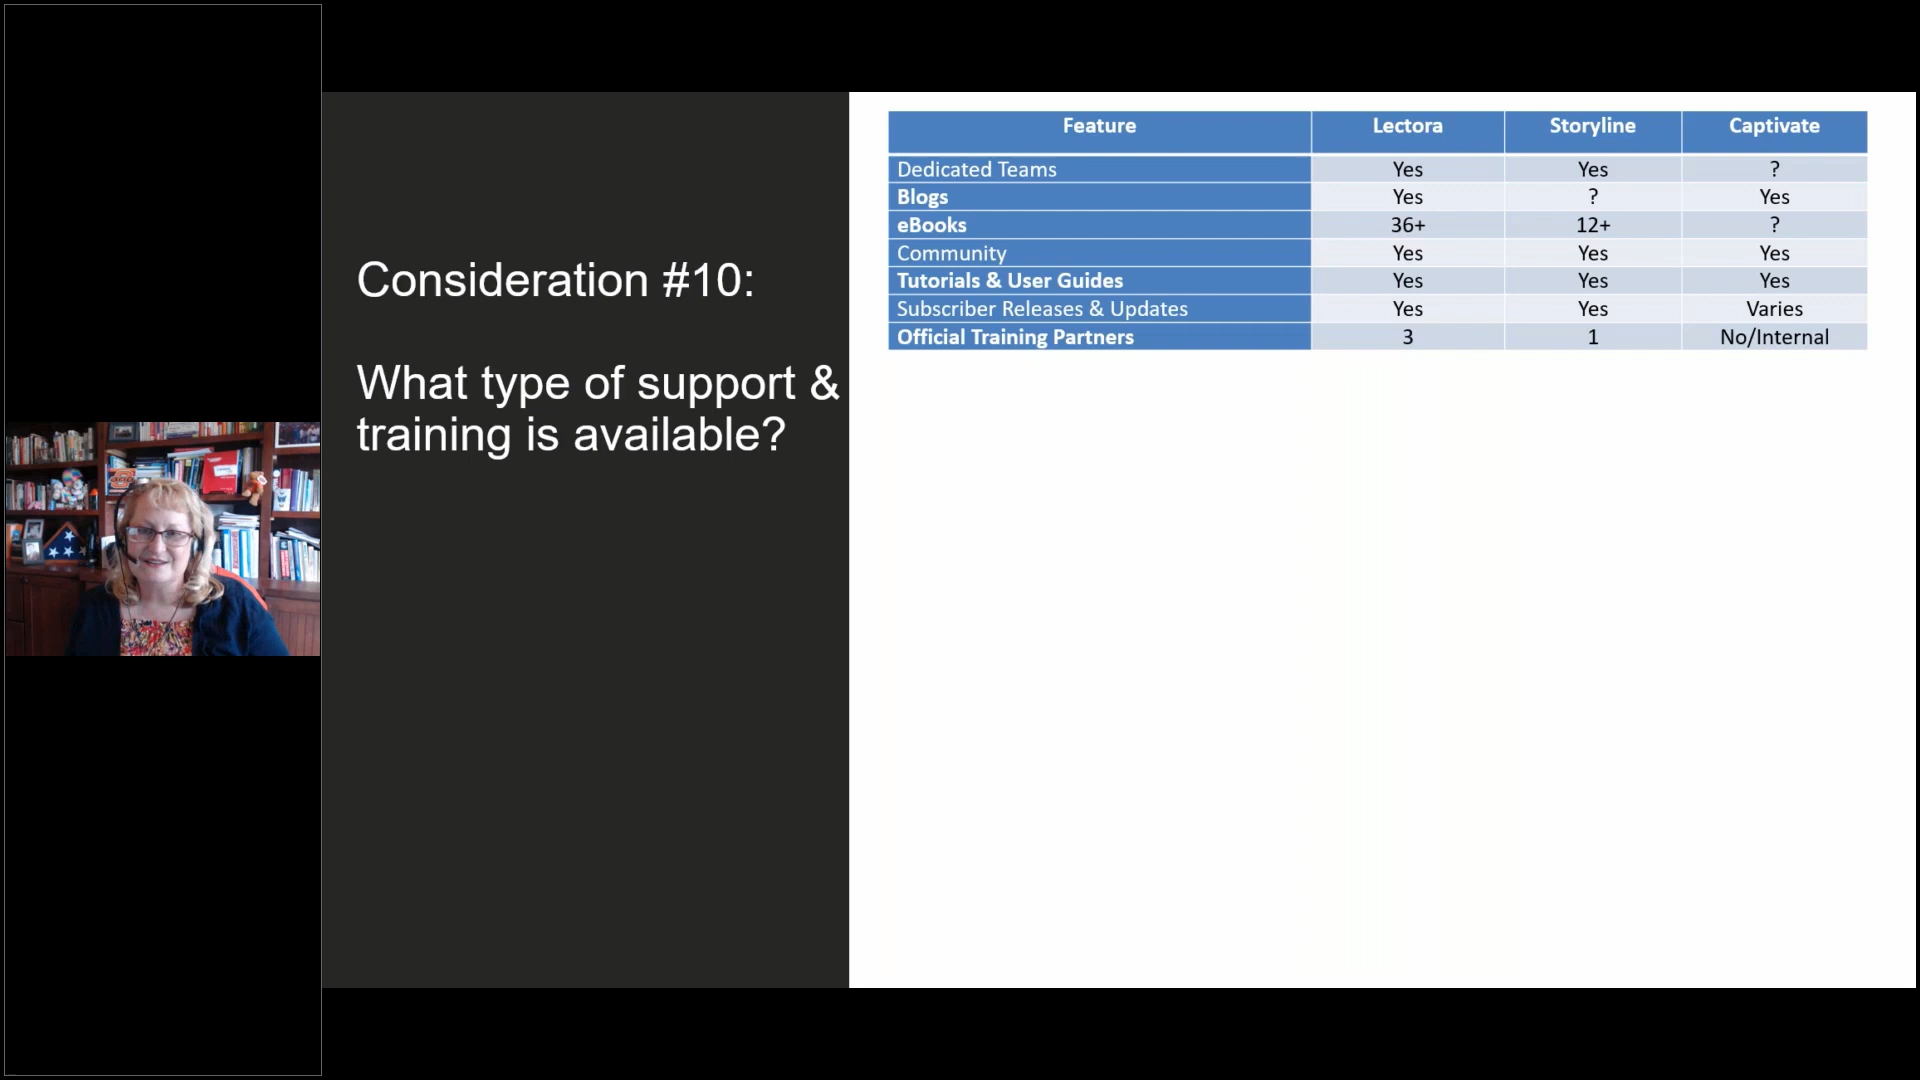 Consideration #10:
What type of support &
training is available?
Feature Lectora Storyline Captivate
Dedicated Teams Yes Yes ?
Blogs Yes ? Yes
eBooks 36+ 12+ ?
Community Yes Yes Yes
Tutorials & User Guides Yes Yes Yes
Subscriber Releases & Updates Yes Yes Varies
Official Training Partners 3 1 No/Internal